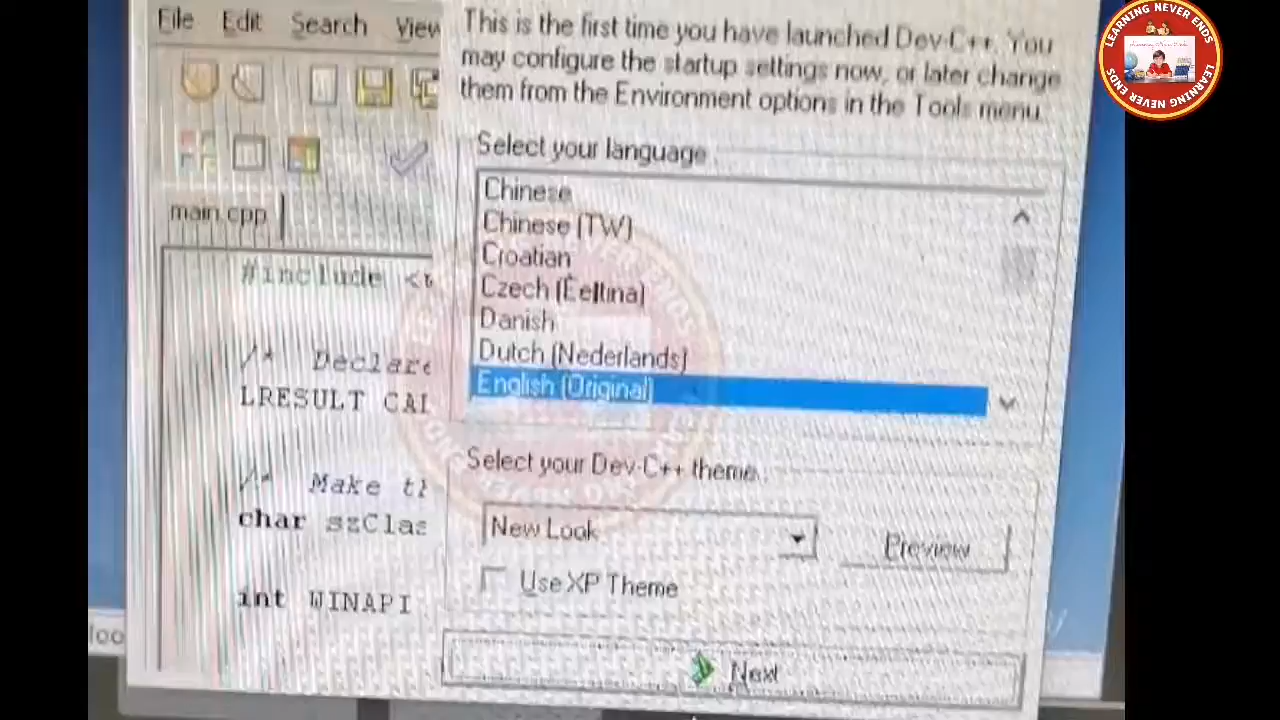 File Edit Search View
main.cpp
#include <
/* Declare
LRESULT CAL
/* Make th
char szClas
int WINAPI
This is the first time you have launched Dev-C++. You
may configure the startup settings now, or later change
them from the Environment options in the Tools menu.
Select your language
Chinese
Chinese (TW)
Croatian
Czech (Èeština)
Danish
Dutch (Nederlands)
English (Original)
Select your Dev-C++ theme
New Look
Preview
Use XP Theme
Next
loo
LEARNING NEVER ENDS
LEARNING NEVER ENDS